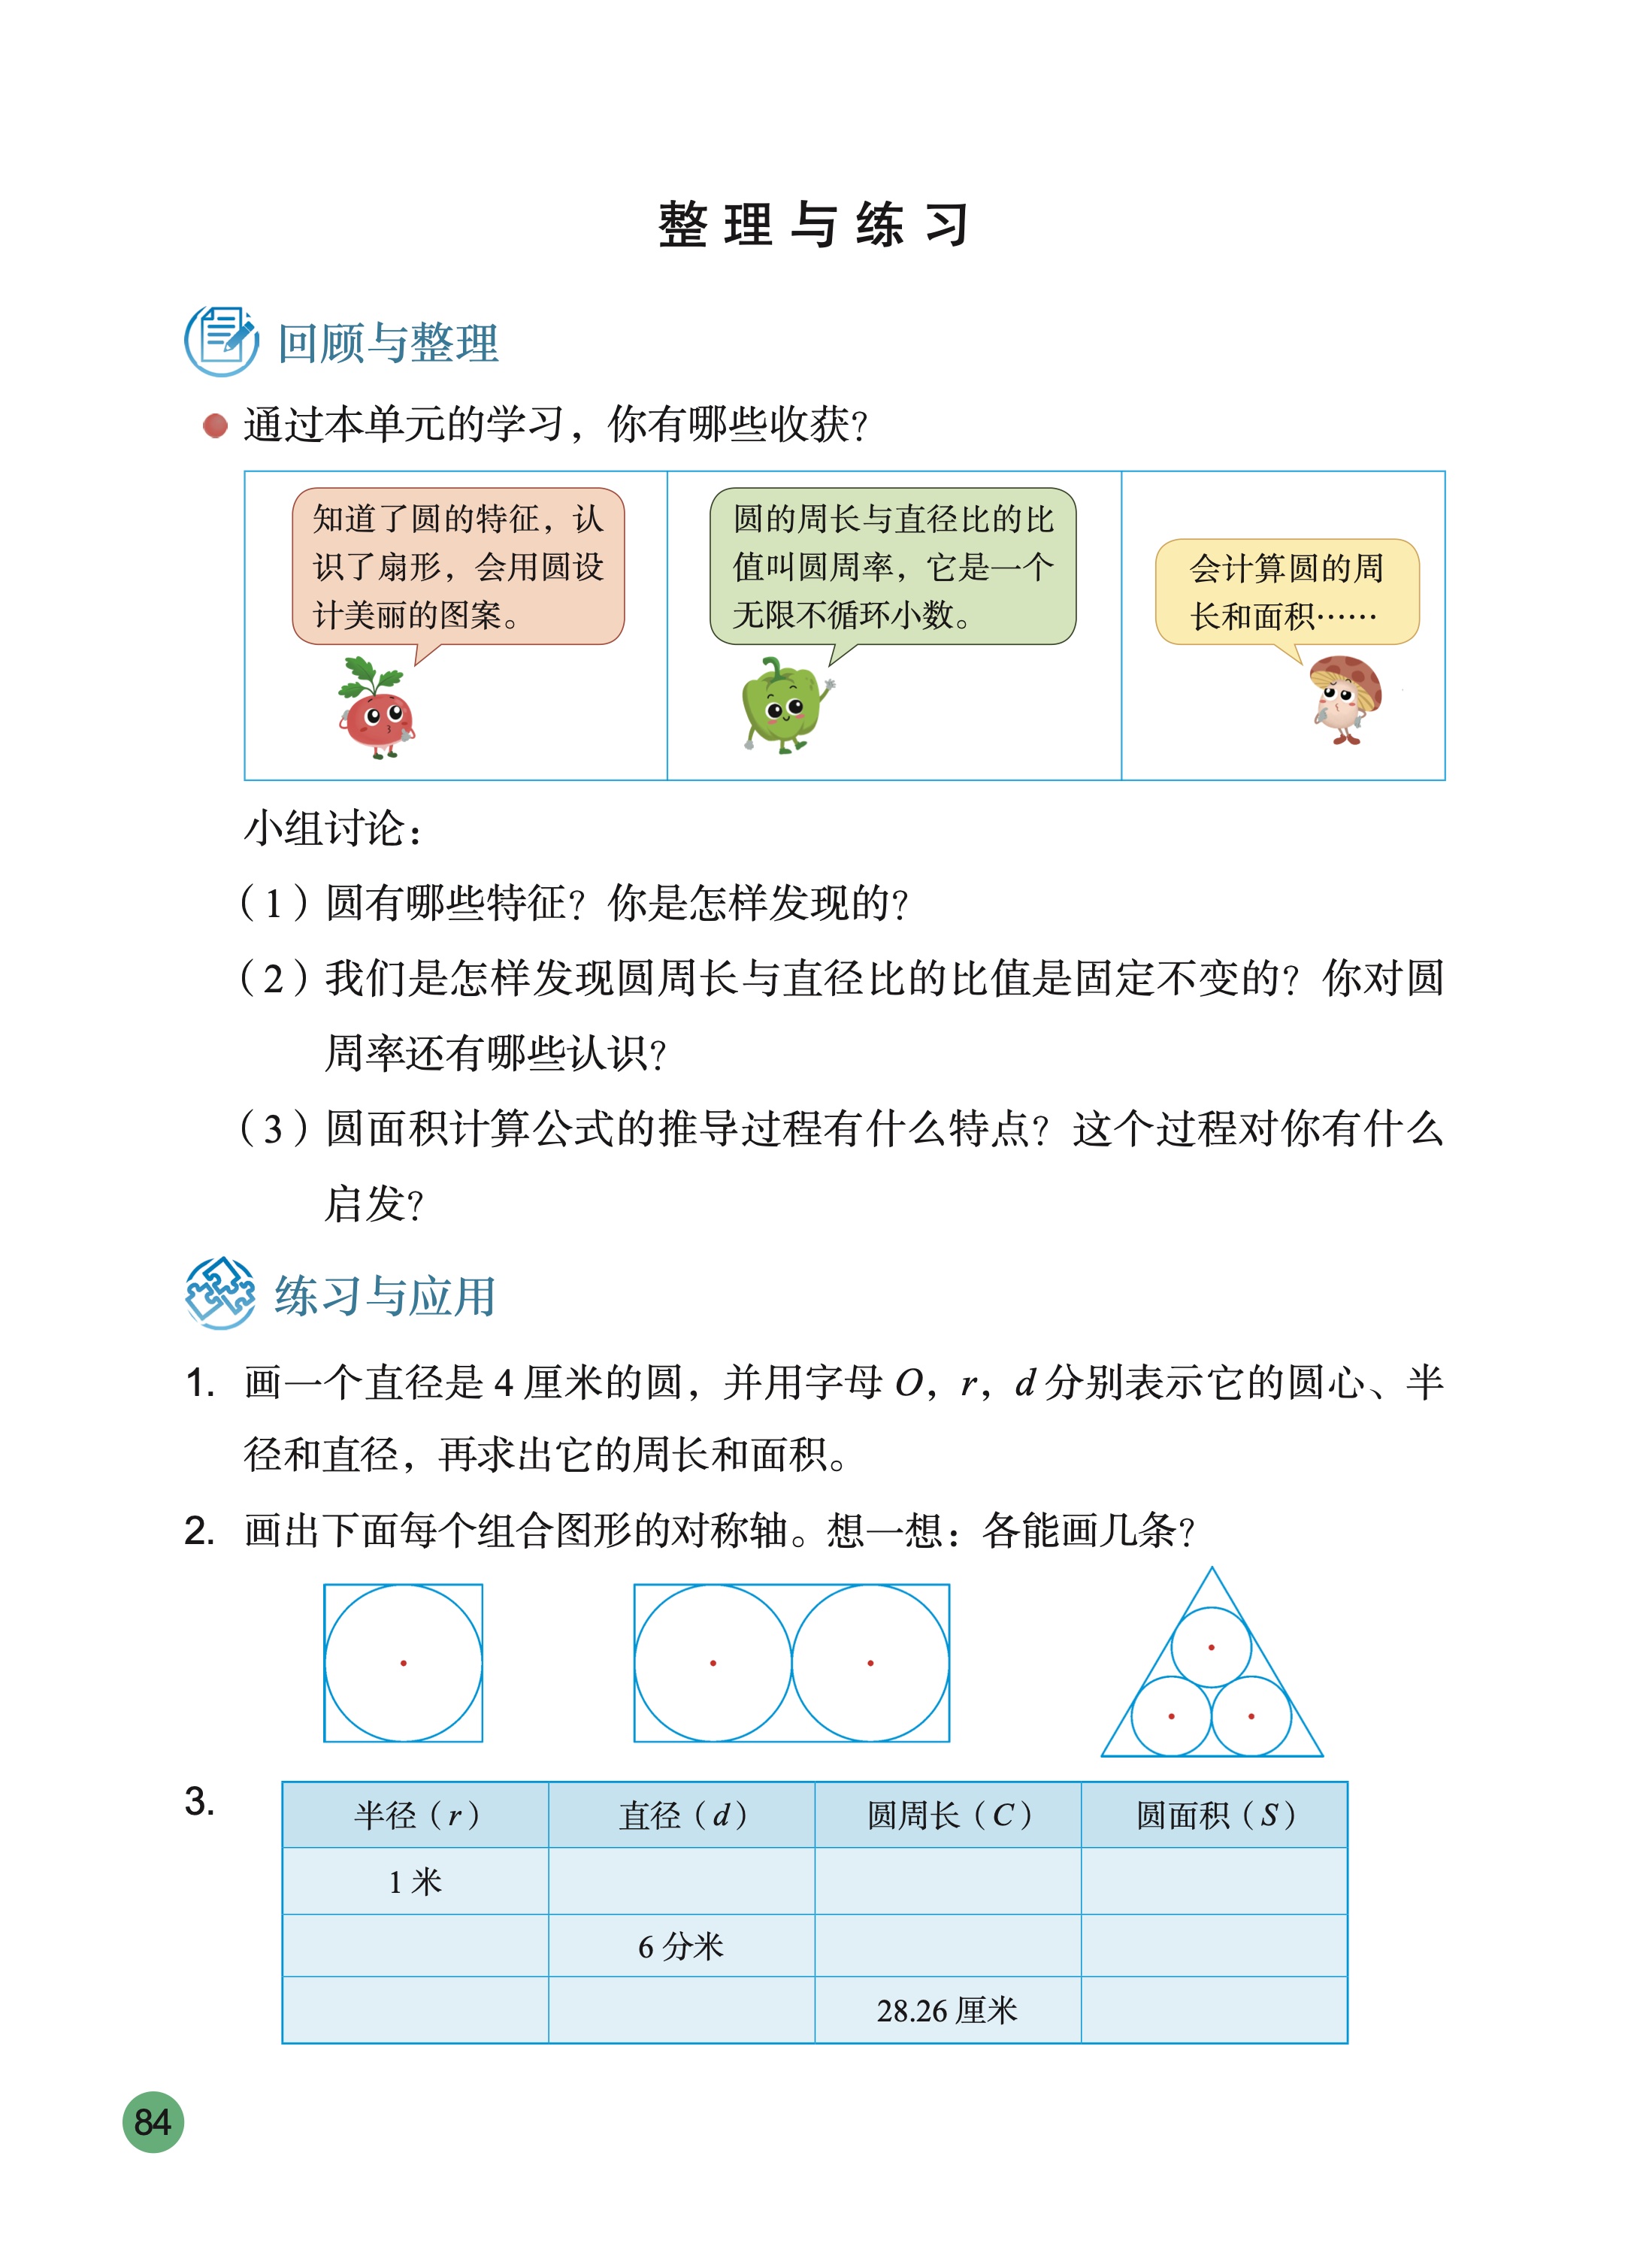 整理与练习
回顾与整理
通过本单元的学习，你有哪些收获？
知道了圆的特征，认
识了扇形，会用圆设
计美丽的图案。
圆的周长与直径比的比
值叫圆周率，它是一个
无限不循环小数。
会计算圆的周
长和面积……
小组讨论：
（1）圆有哪些特征？你是怎样发现的？
（2）我们是怎样发现圆周长与直径比的比值是固定不变的？你对圆
周率还有哪些认识？
（3）圆面积计算公式的推导过程有什么特点？这个过程对你有什么
启发？
练习与应用
1. 画一个直径是 4 厘米的圆，并用字母 O，r，d 分别表示它的圆心、半
径和直径，再求出它的周长和面积。
2. 画出下面每个组合图形的对称轴。想一想：各能画几条？
3.
半径（r） 直径（d） 圆周长（C） 圆面积（S）
1 米
6 分米
28.26 厘米
84